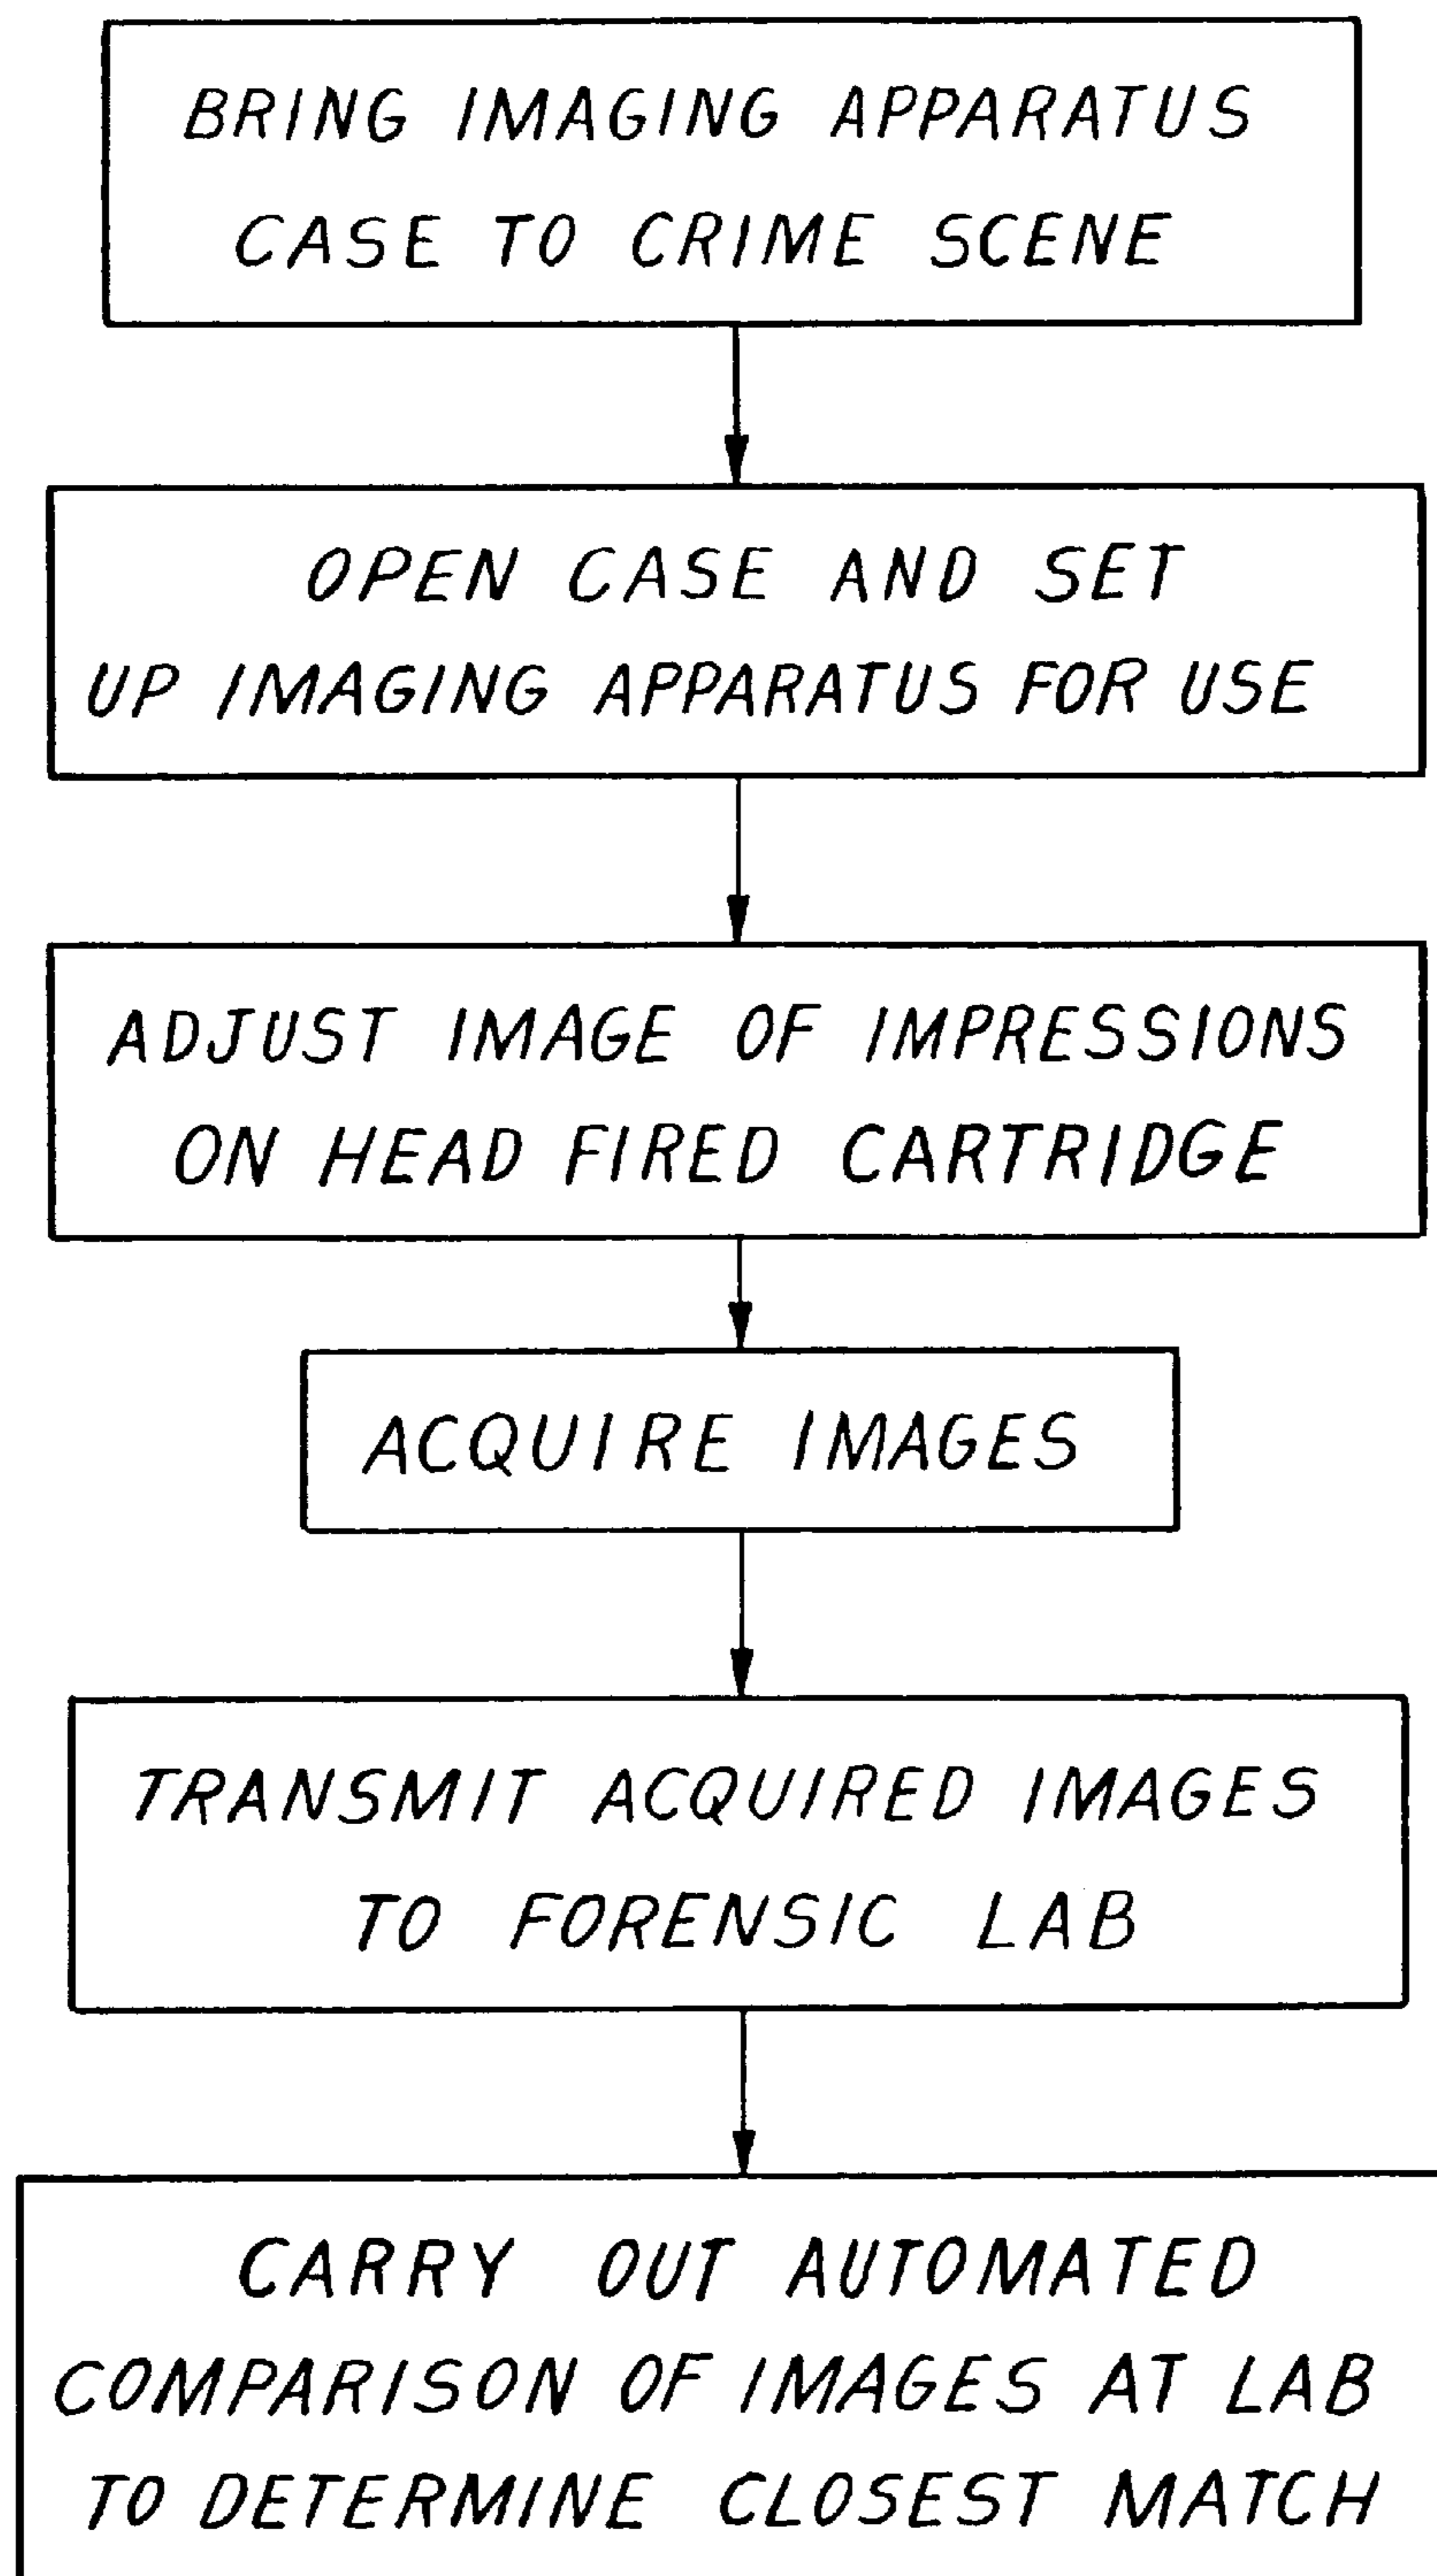 BRING IMAGING APPARATUS
CASE TO CRIME SCENE
OPEN CASE AND SET
UP IMAGING APPARATUS FOR USE
ADJUST IMAGE OF IMPRESSIONS
ON HEAD FIRED CARTRIDGE
ACQUIRE IMAGES
TRANSMIT ACQUIRED IMAGES
TO FORENSIC LAB
CARRY OUT AUTOMATED
COMPARISON OF IMAGES AT LAB
TO DETERMINE CLOSEST MATCH